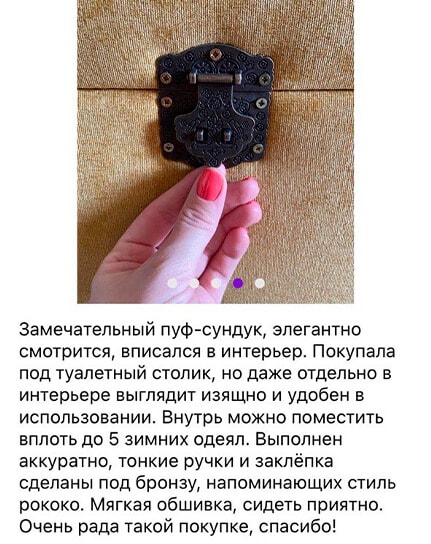 Замечательный пуф-сундук, элегантно
смотрится, вписался в интерьер. Покупала
под туалетный столик, но даже отдельно в
интерьере выглядит изящно и удобен в
использовании. Внутрь можно поместить
вплоть до 5 зимних одеял. Выполнен
аккуратно, тонкие ручки и заклёпка
сделаны под бронзу, напоминающих стиль
рококо. Мягкая обшивка, сидеть приятно.
Очень рада такой покупке, спасибо!